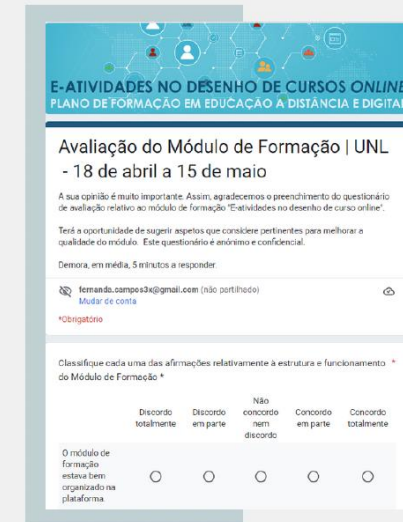 E-ATIVIDADES NO DESENHO DE CURSOS ONLINE
PLANO DE FORMAÇÃO EM EDUCAÇÃO A DISTÂNCIA E DIGITAL
Avaliação do Módulo de Formação | UNL
- 18 de abril a 15 de maio
A sua opinião é muito importante. Assim, agradecemos o preenchimento do questionário
de avaliação relativo ao módulo de formação "E-atividades no desenho de curso online".
Terá a oportunidade de sugerir aspetos que considere pertinentes para melhorar a
qualidade do módulo. Este questionário é anónimo e confidencial.
Demora, em média, 5 minutos a responder.
fernanda.campos3x@gmail.com (não partilhado)
Mudar de conta
*Obrigatório
Classifique cada uma das afirmações relativamente à estrutura e funcionamento *
do Módulo de Formação *
Discordo totalmente
Discordo em parte
Não concordo nem discordo
Concordo em parte
Concordo totalmente
O módulo de
formação
estava bem
organizado na
plataforma.